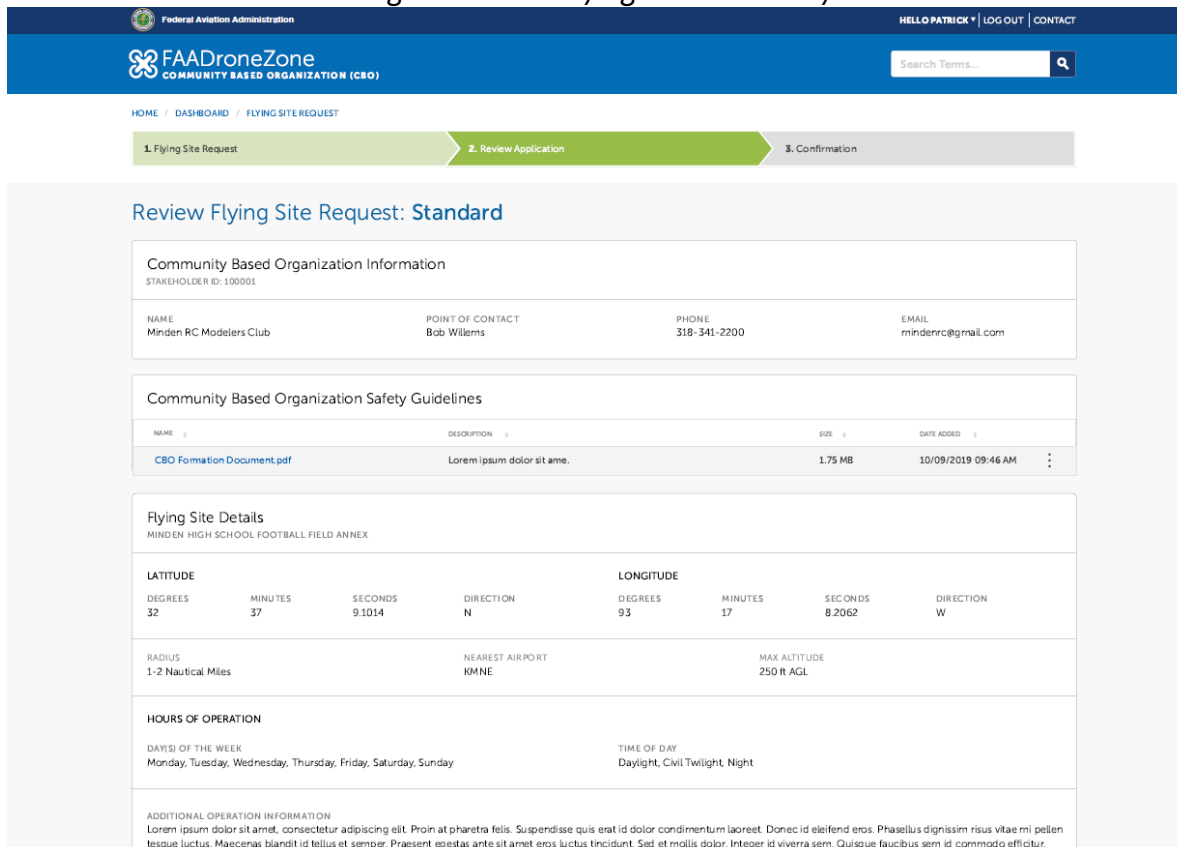 Federal Aviation Administration
HELLO PATRICK ▾ | LOG OUT | CONTACT
FAADroneZone
COMMUNITY BASED ORGANIZATION (CBO)
Search Terms...
HOME / DASHBOARD / FLYING SITE REQUEST
1. Flying Site Request 2. Review Application 3. Confirmation
Review Flying Site Request: Standard
Community Based Organization Information
STAKEHOLDER ID: 100001
NAME POINT OF CONTACT PHONE EMAIL
Minden RC Modelers Club Bob Willems 318-341-2200 mindenrc@gmail.com
Community Based Organization Safety Guidelines
NAME DESCRIPTION SIZE DATE ADDED
CBO Formation Document.pdf Lorem ipsum dolor sit ame. 1.75 MB 10/09/2019 09:46 AM
Flying Site Details
MINDEN HIGH SCHOOL FOOTBALL FIELD ANNEX
LATITUDE LONGITUDE
DEGREES MINUTES SECONDS DIRECTION DEGREES MINUTES SECONDS DIRECTION
32 37 9.1014 N 93 17 8.2062 W
RADIUS NEAREST AIRPORT MAX ALTITUDE
1-2 Nautical Miles KMNE 250 ft AGL
HOURS OF OPERATION
DAY(S) OF THE WEEK TIME OF DAY
Monday, Tuesday, Wednesday, Thursday, Friday, Saturday, Sunday Daylight, Civil Twilight, Night
ADDITIONAL OPERATION INFORMATION
Lorem ipsum dolor sit amet, consectetur adipiscing elit. Proin at pharetra felis. Suspendisse quis erat id dolor condimentum laoreet. Donec id eleifend eros. Phasellus dignissim risus vitae mi pellen
tesque luctus. Maecenas blandit id tellus et semper. Praesent egestas ante sit amet eros luctus tincidunt. Sed et mollis dolor. Integer id viverra sem. Quisque faucibus sem id commodo efficitur.